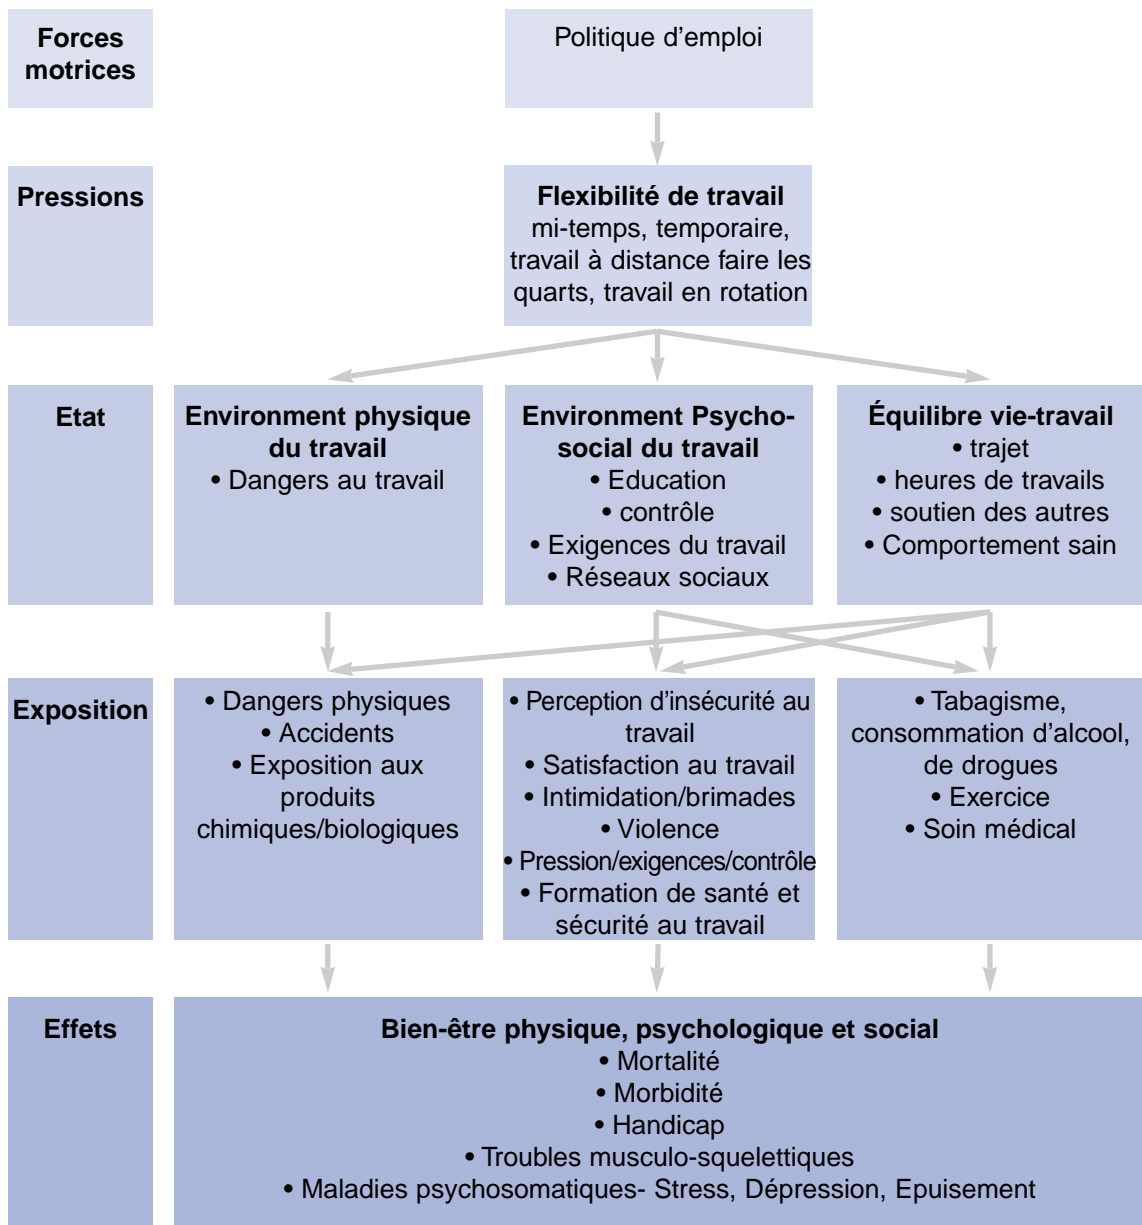 Forces
motrices
Politique d’emploi
Pressions
Flexibilité de travail
mi-temps, temporaire,
travail à distance faire les
quarts, travail en rotation
Etat
Environment physique
du travail
• Dangers au travail
Environment Psycho-
social du travail
• Education
• contrôle
• Exigences du travail
• Réseaux sociaux
Équilibre vie-travail
• trajet
• heures de travails
• soutien des autres
• Comportement sain
Exposition
• Dangers physiques
• Accidents
• Exposition aux
produits
chimiques/biologiques
• Perception d’insécurité au
travail
• Satisfaction au travail
• Intimidation/brimades
• Violence
• Pression/exigences/contrôle
• Formation de santé et
sécurité au travail
• Tabagisme,
consommation d’alcool,
de drogues
• Exercice
• Soin médical
Effets
Bien-être physique, psychologique et social
• Mortalité
• Morbidité
• Handicap
• Troubles musculo-squelettiques
• Maladies psychosomatiques- Stress, Dépression, Epuisement